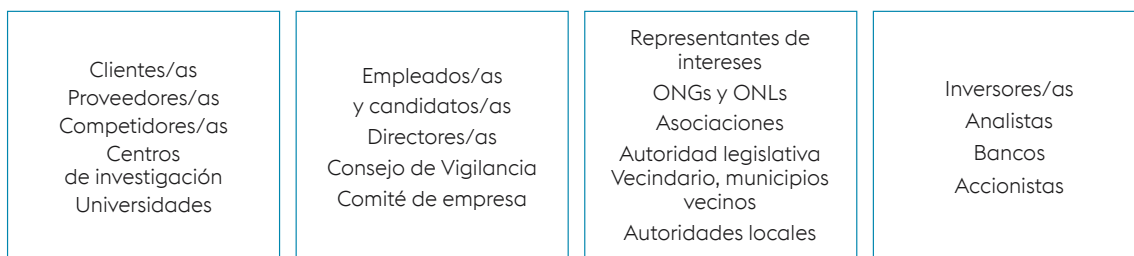 Clientes/as
Proveedores/as
Competidores/as
Centros
de investigación
Universidades
Empleados/as
y candidatos/as
Directores/as
Consejo de Vigilancia
Comité de empresa
Representantes de
intereses
ONGs y ONLs
Asociaciones
Autoridad legislativa
Vecindario, municipios
vecinos
Autoridades locales
Inversores/as
Analistas
Bancos
Accionistas